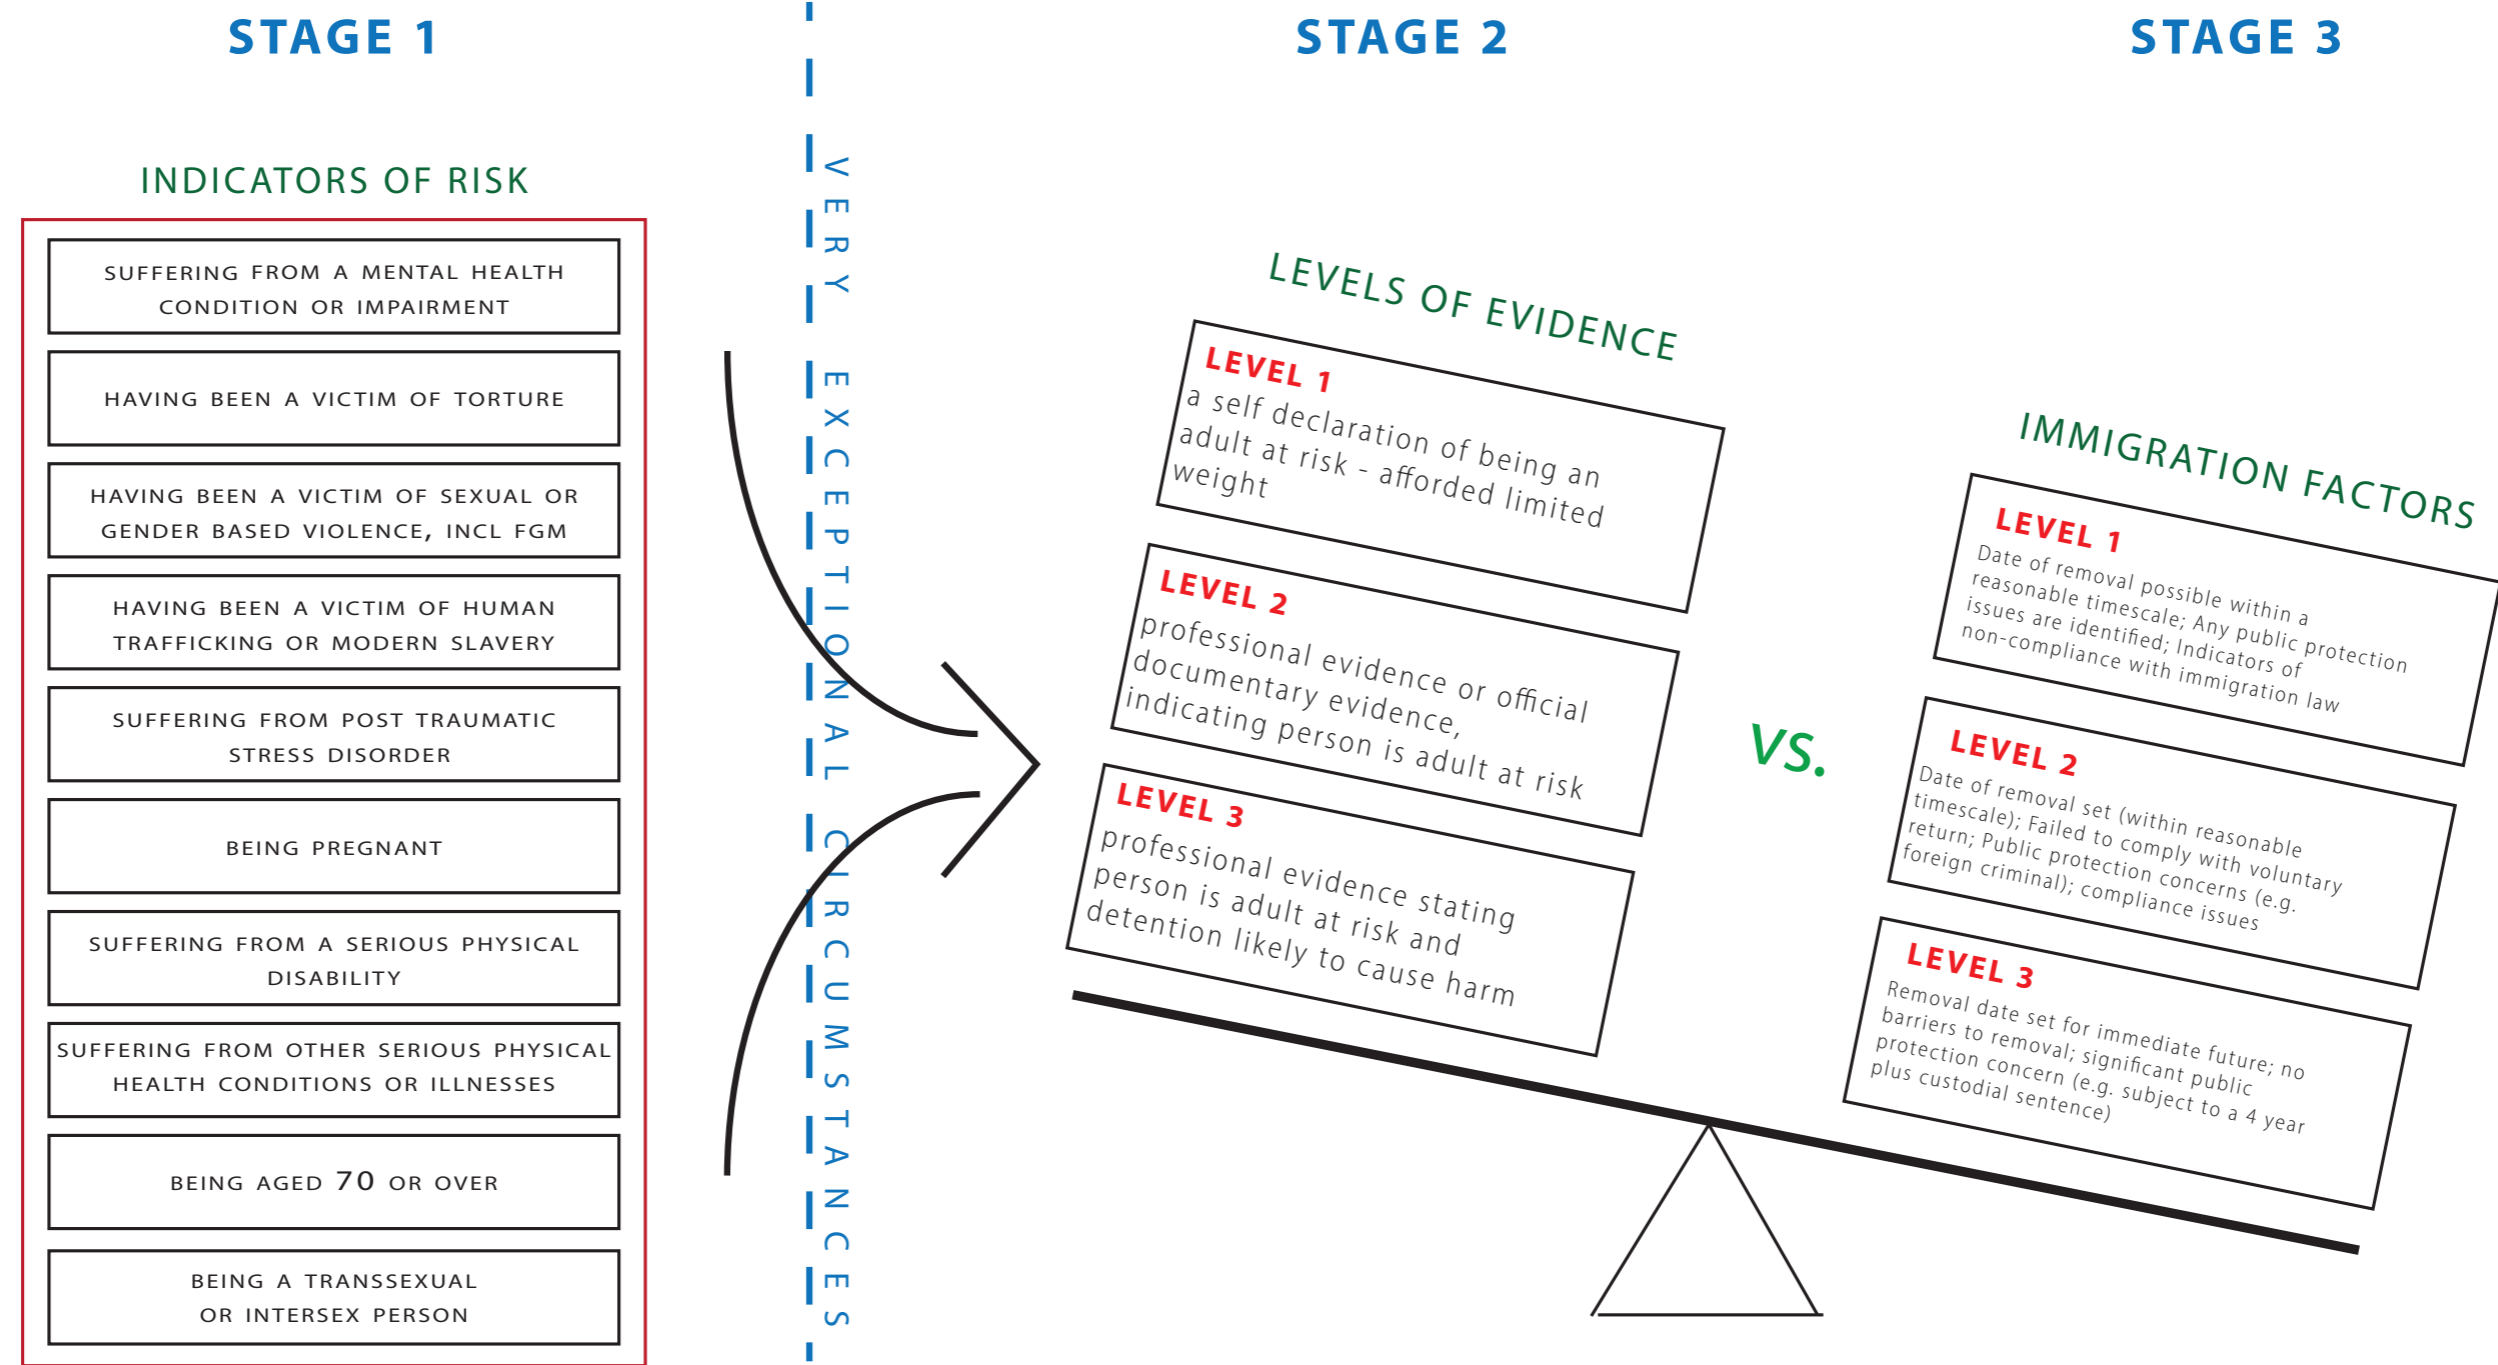 STAGE 1
INDICATORS OF RISK
SUFFERING FROM A MENTAL HEALTH
CONDITION OR IMPAIRMENT
HAVING BEEN A VICTIM OF TORTURE
HAVING BEEN A VICTIM OF SEXUAL OR
GENDER BASED VIOLENCE, INCL FGM
HAVING BEEN A VICTIM OF HUMAN
TRAFFICKING OR MODERN SLAVERY
SUFFERING FROM POST TRAUMATIC
STRESS DISORDER
BEING PREGNANT
SUFFERING FROM A SERIOUS PHYSICAL
DISABILITY
SUFFERING FROM OTHER SERIOUS PHYSICAL
HEALTH CONDITIONS OR ILLNESSES
BEING AGED 70 OR OVER
BEING A TRANSSEXUAL
OR INTERSEX PERSON
VERY EXCEPTIONAL CIRCUMSTANCES
STAGE 2
LEVELS OF EVIDENCE
LEVEL 1
a self declaration of being an
adult at risk - afforded limited
weight
LEVEL 2
professional evidence or official
documentary evidence,
indicating person is adult at risk
LEVEL 3
professional evidence stating
person is adult at risk and
detention likely to cause harm
VS.
STAGE 3
IMMIGRATION FACTORS
LEVEL 1
Date of removal possible within a
reasonable timescale; Any public protection
issues are identified; Indicators of
non-compliance with immigration law
LEVEL 2
Date of removal set (within reasonable
timescale); Failed to comply with voluntary
return; Public protection concerns (e.g.
foreign criminal); compliance issues
LEVEL 3
Removal date set for immediate future; no
barriers to removal; significant public
protection concern (e.g. subject to a 4 year
plus custodial sentence)